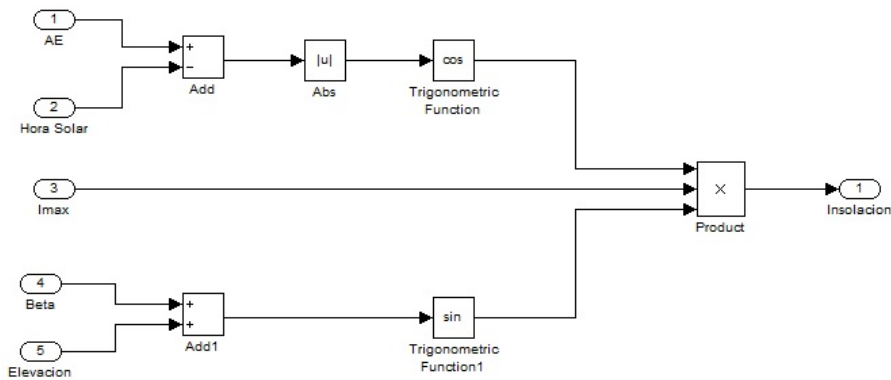 1
AE
+
−
Add
|u|
Abs
cos
Trigonometric
Function
2
Hora Solar
3
Imax
×
Product
1
Insolacion
4
Beta
+
+
Add1
sin
Trigonometric
Function1
5
Elevacion